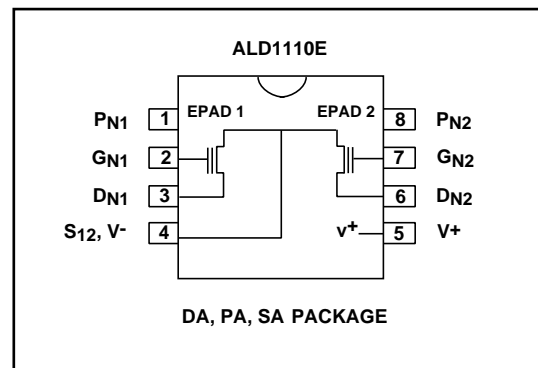 ALD1110E
EPAD 1 EPAD 2
PN1 1 8 PN2
GN1 2 7 GN2
DN1 3 6 DN2
S12, V- 4 v+ 5 V+
DA, PA, SA PACKAGE